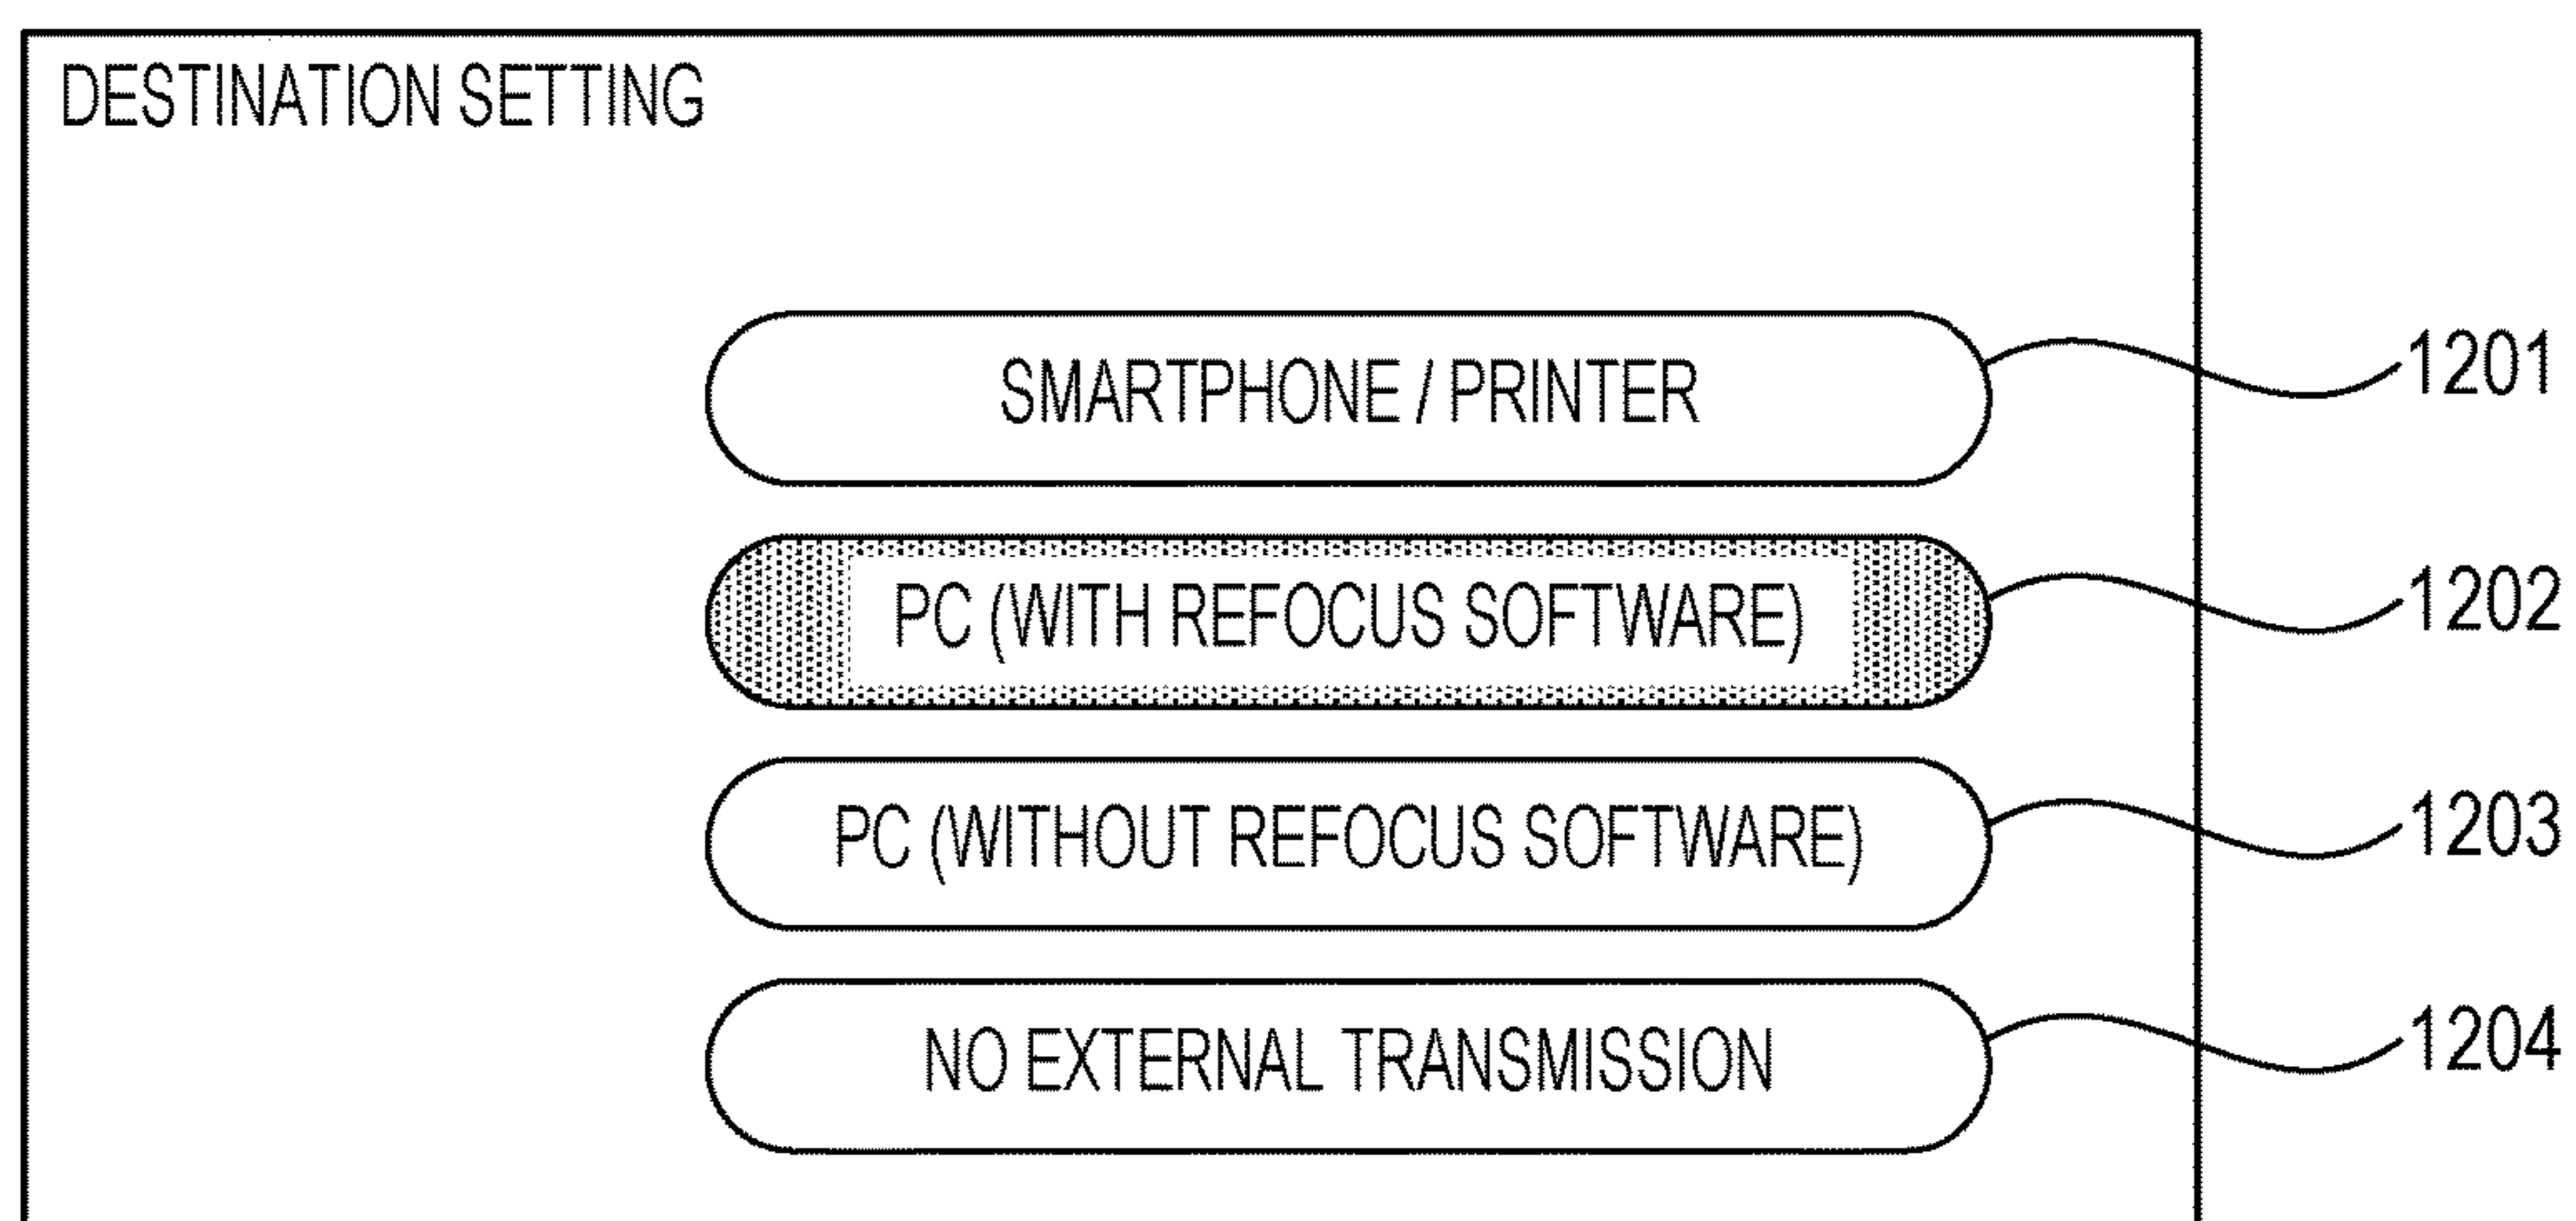 DESTINATION SETTING
SMARTPHONE / PRINTER
1201
PC (WITH REFOCUS SOFTWARE)
1202
PC (WITHOUT REFOCUS SOFTWARE)
1203
NO EXTERNAL TRANSMISSION
1204